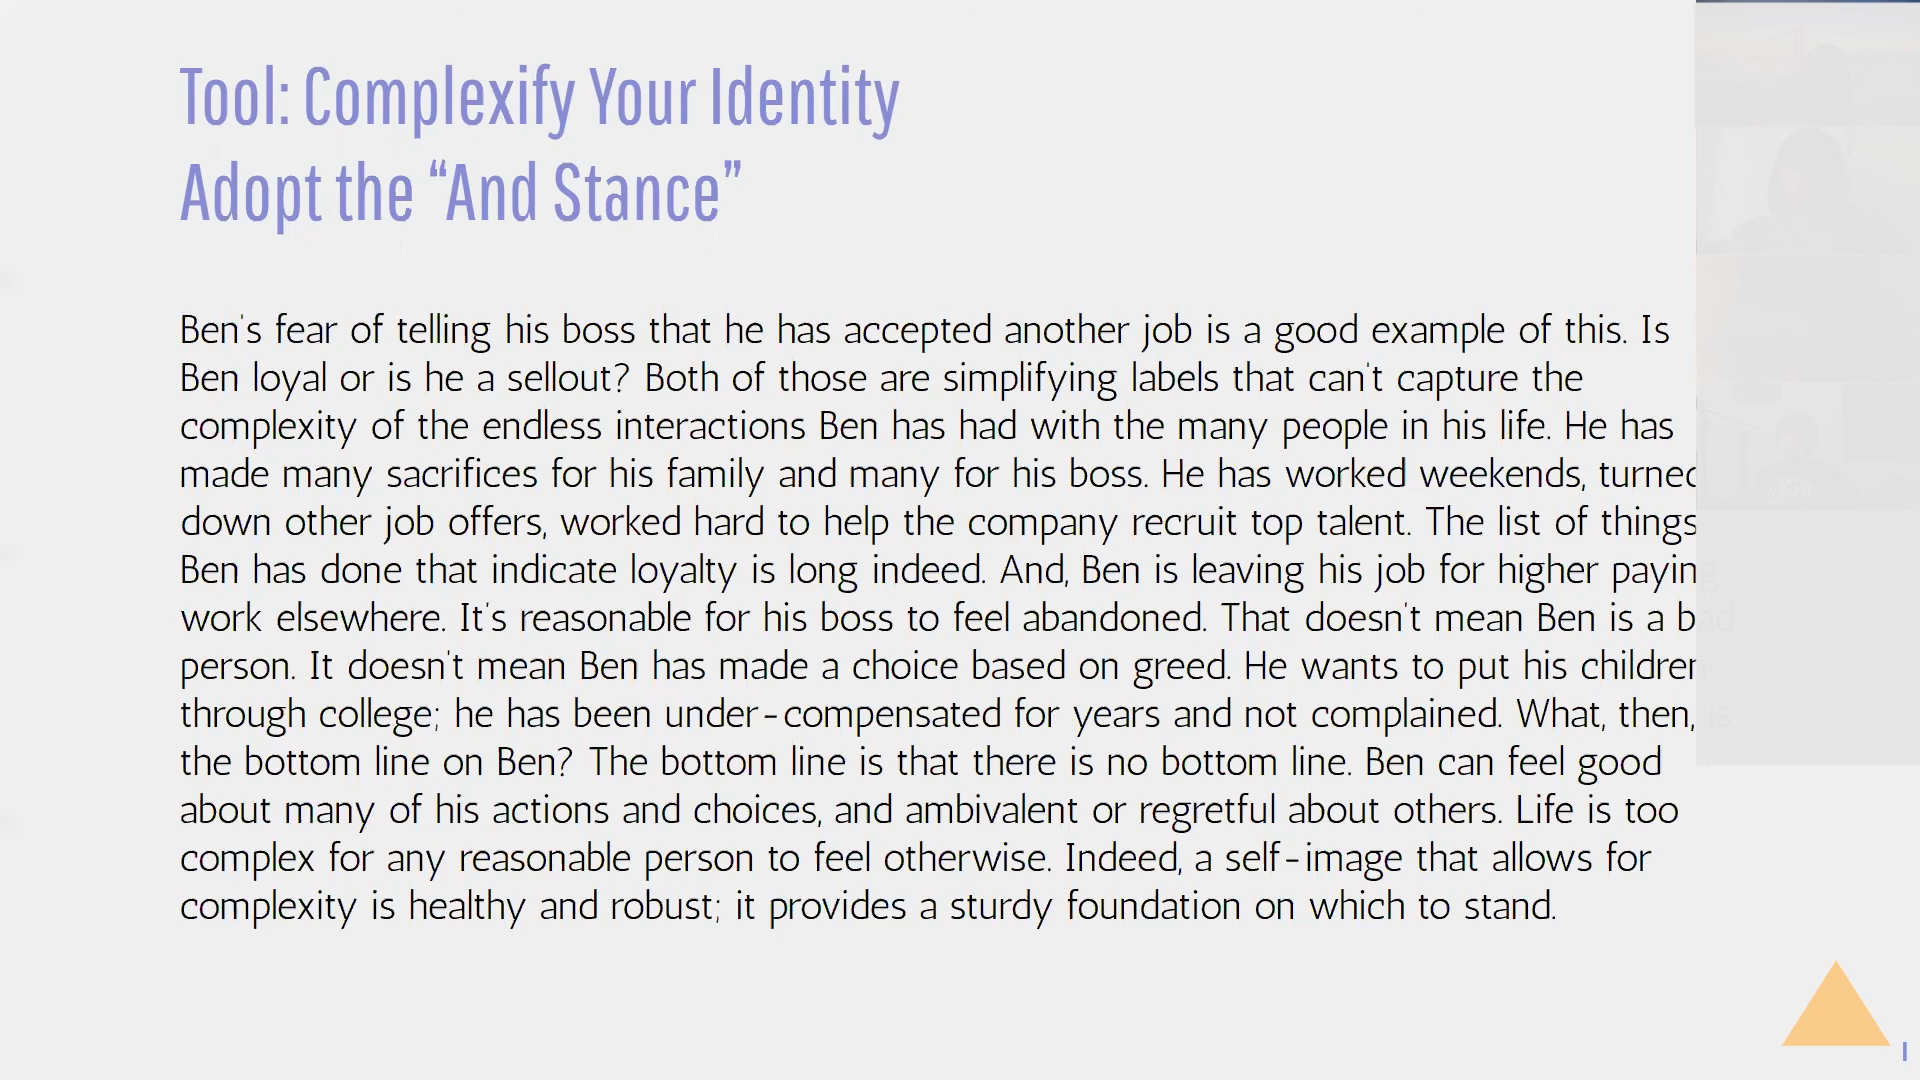 Tool: Complexify Your Identity
Adopt the “And Stance”
Ben's fear of telling his boss that he has accepted another job is a good example of this. Is
Ben loyal or is he a sellout? Both of those are simplifying labels that can't capture the
complexity of the endless interactions Ben has had with the many people in his life. He has
made many sacrifices for his family and many for his boss. He has worked weekends, turned
down other job offers, worked hard to help the company recruit top talent. The list of things
Ben has done that indicate loyalty is long indeed. And, Ben is leaving his job for higher paying
work elsewhere. It's reasonable for his boss to feel abandoned. That doesn't mean Ben is a bad
person. It doesn't mean Ben has made a choice based on greed. He wants to put his children
through college; he has been under-compensated for years and not complained. What, then, is
the bottom line on Ben? The bottom line is that there is no bottom line. Ben can feel good
about many of his actions and choices, and ambivalent or regretful about others. Life is too
complex for any reasonable person to feel otherwise. Indeed, a self-image that allows for
complexity is healthy and robust; it provides a sturdy foundation on which to stand.